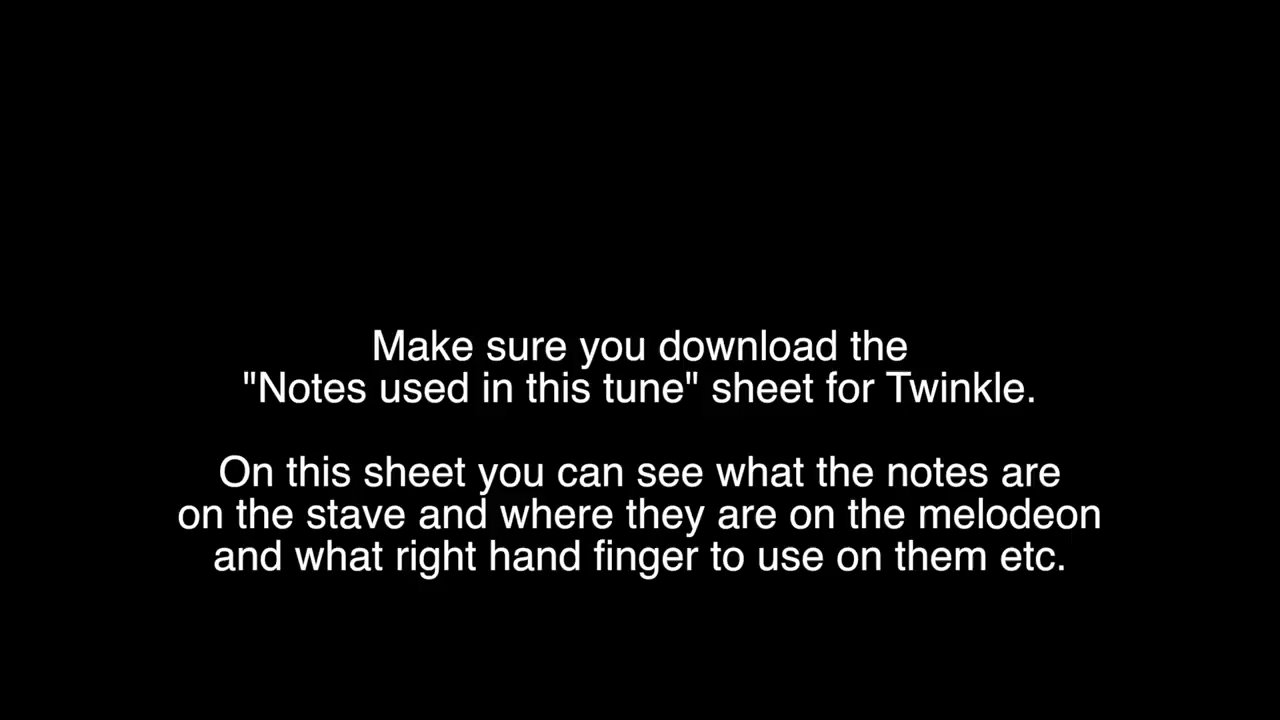 Make sure you download the
"Notes used in this tune" sheet for Twinkle.
On this sheet you can see what the notes are
on the stave and where they are on the melodeon
and what right hand finger to use on them etc.